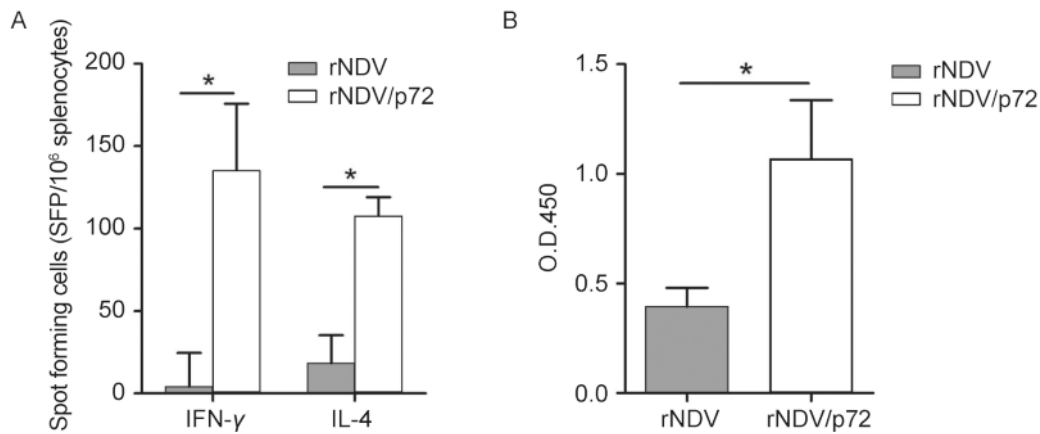 A
Spot forming cells (SFP/10⁶ splenocytes)
200
150
100
50
0
*
*
rNDV
rNDV/p72
IFN-γ
IL-4
B
O.D.450
1.5
1.0
0.5
0.0
*
rNDV
rNDV/p72
rNDV
rNDV/p72